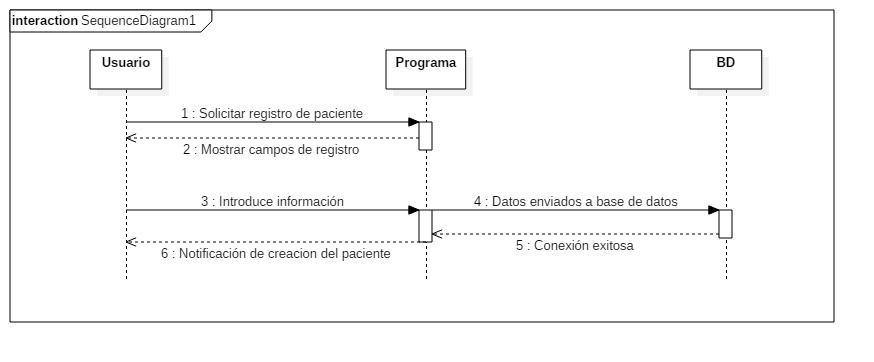 interaction SequenceDiagram1
Usuario
Programa
BD
1 : Solicitar registro de paciente
2 : Mostrar campos de registro
3 : Introduce información
4 : Datos enviados a base de datos
5 : Conexión exitosa
6 : Notificación de creacion del paciente